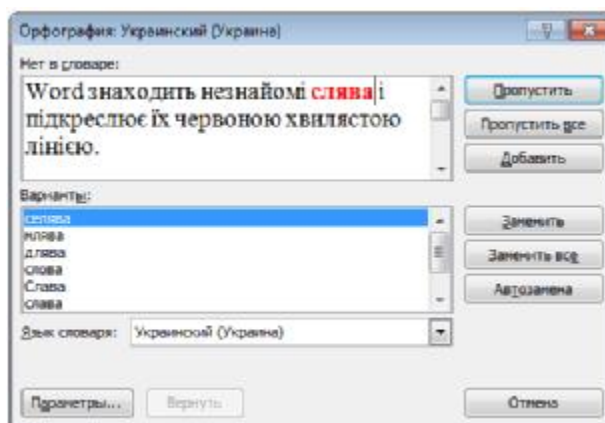 Орфография: Украинский (Украина)
Нет в словаре:
Word знаходить незнайомі слява і
підкреслює їх червоною хвилястою
лінією.
Пропустить
Пропустить все
Добавить
Варианты:
селява
млява
длява
слова
Слава
слава
Заменить
Заменить все
Автозамена
Язык словаря: Украинский (Украина)
Параметры...
Вернуть
Отмена